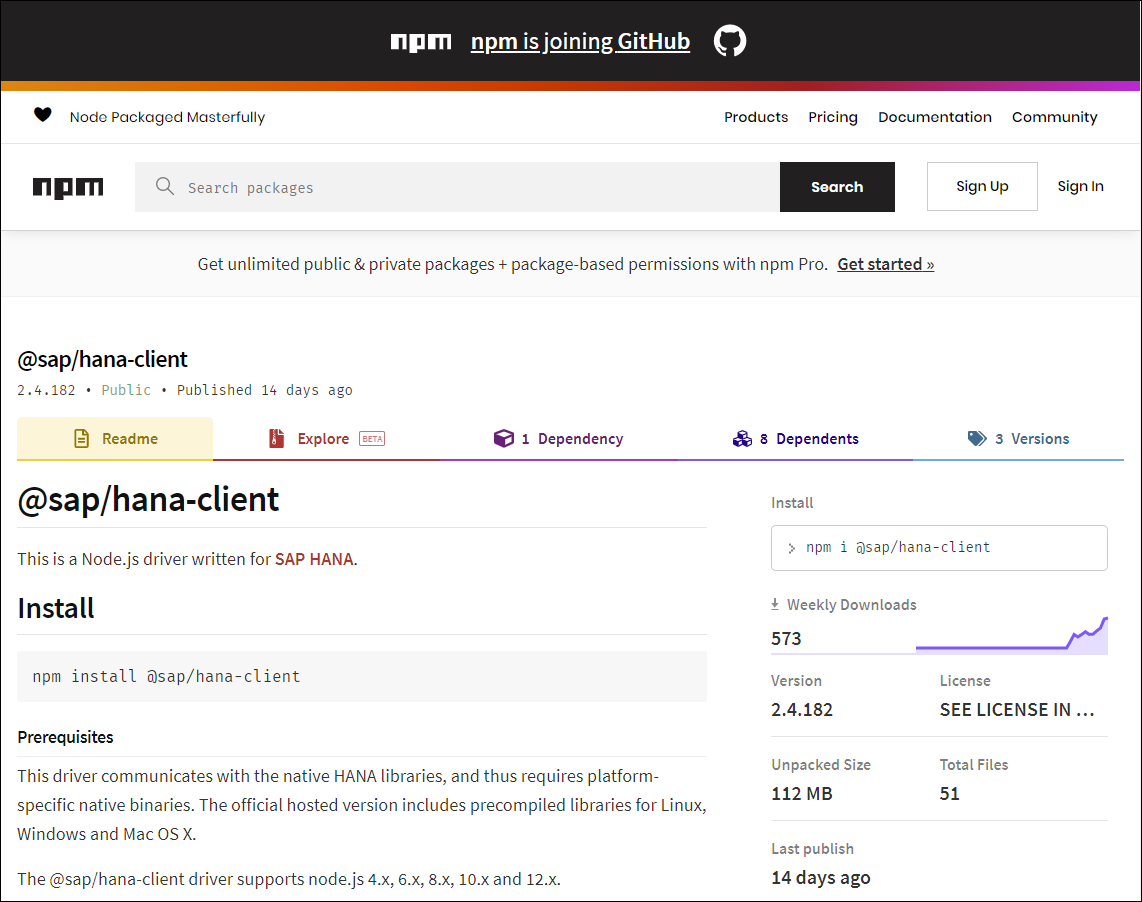 npm npm is joining GitHub
Node Packaged Masterfully Products Pricing Documentation Community
npm Search packages Search Sign Up Sign In
Get unlimited public & private packages + package-based permissions with npm Pro. Get started »
@sap/hana-client
2.4.182 • Public • Published 14 days ago
Readme Explore BETA 1 Dependency 8 Dependents 3 Versions
@sap/hana-client
This is a Node.js driver written for SAP HANA.
Install
npm install @sap/hana-client
Prerequisites
This driver communicates with the native HANA libraries, and thus requires platform-
specific native binaries. The official hosted version includes precompiled libraries for Linux,
Windows and Mac OS X.
The @sap/hana-client driver supports node.js 4.x, 6.x, 8.x, 10.x and 12.x.
Install
> npm i @sap/hana-client
Weekly Downloads
573
Version License
2.4.182 SEE LICENSE IN …
Unpacked Size Total Files
112 MB 51
Last publish
14 days ago